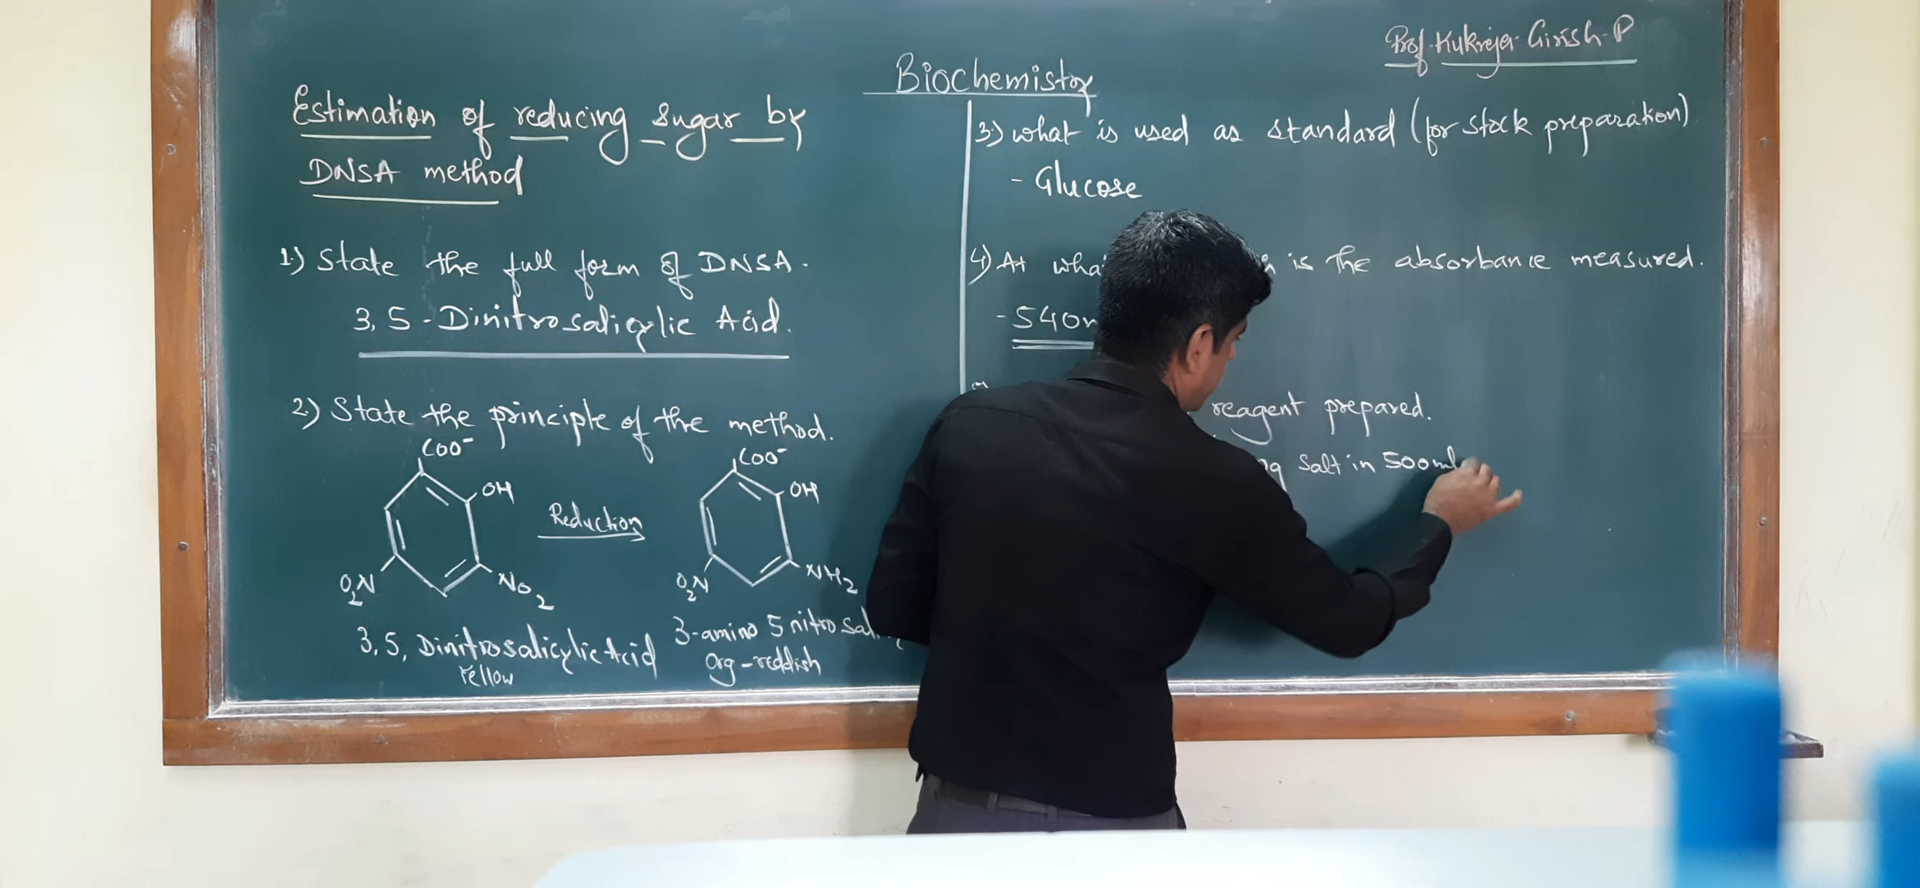 Prof. Kukreja Girish P
Biochemistry
Estimation of reducing sugar by
DNSA method
1) State the full form of DNSA.
3,5-Dinitrosalicylic Acid.
2) State the principle of the method.
COO⁻
OH
O₂N
NO₂
Reduction
COO⁻
OH
O₂N
NH₂
3,5, Dinitrosalicylic Acid
Yellow
3-amino 5 nitro
org-reddish
3) what is used as standard (for stock preparation)
- Glucose
4) At is the absorbance measured.
- 540
reagent prepared.
Salt in 500ml